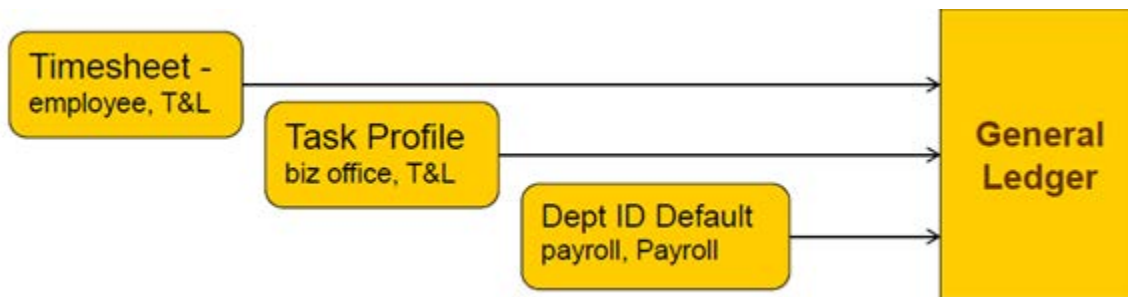 Timesheet -
employee, T&L
Task Profile
biz office, T&L
Dept ID Default
payroll, Payroll
General
Ledger